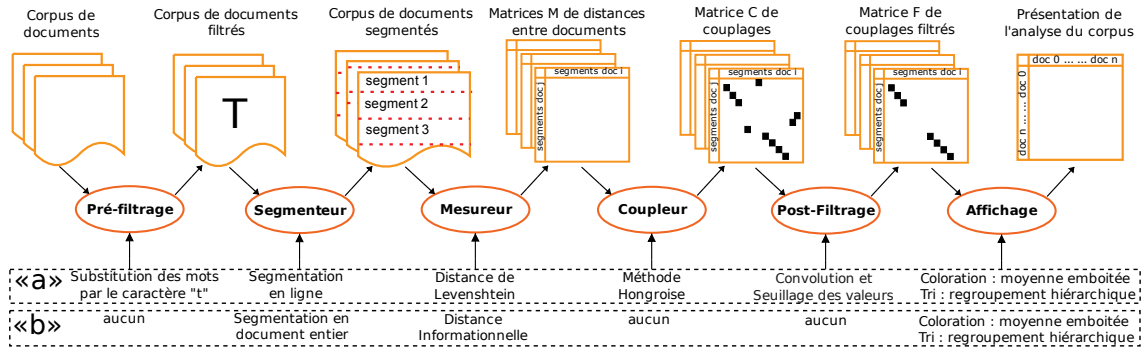 Corpus de
documents
Corpus de documents
filtrés
Corpus de documents
segmentés
Matrices M de distances
entre documents
Matrice C de
couplages
Matrice F de
couplages filtrés
Présentation de
l'analyse du corpus
T
segment 1
segment 2
segment 3
segments doc i
segments doc j
segments doc i
segments doc j
segments doc i
segments doc j
doc 0 ... ... doc n
doc n ... ... doc 0
Pré-filtrage
Segmenteur
Mesureur
Coupleur
Post-Filtrage
Affichage
«a»
Substitution des mots
par le caractère "t"
Segmentation
en ligne
Distance de
Levenshtein
Méthode
Hongroise
Convolution et
Seuillage des valeurs
Coloration : moyenne emboitée
Tri : regroupement hiérarchique
«b»
aucun
Segmentation en
document entier
Distance
Informationnelle
aucun
aucun
Coloration : moyenne emboitée
Tri : regroupement hiérarchique